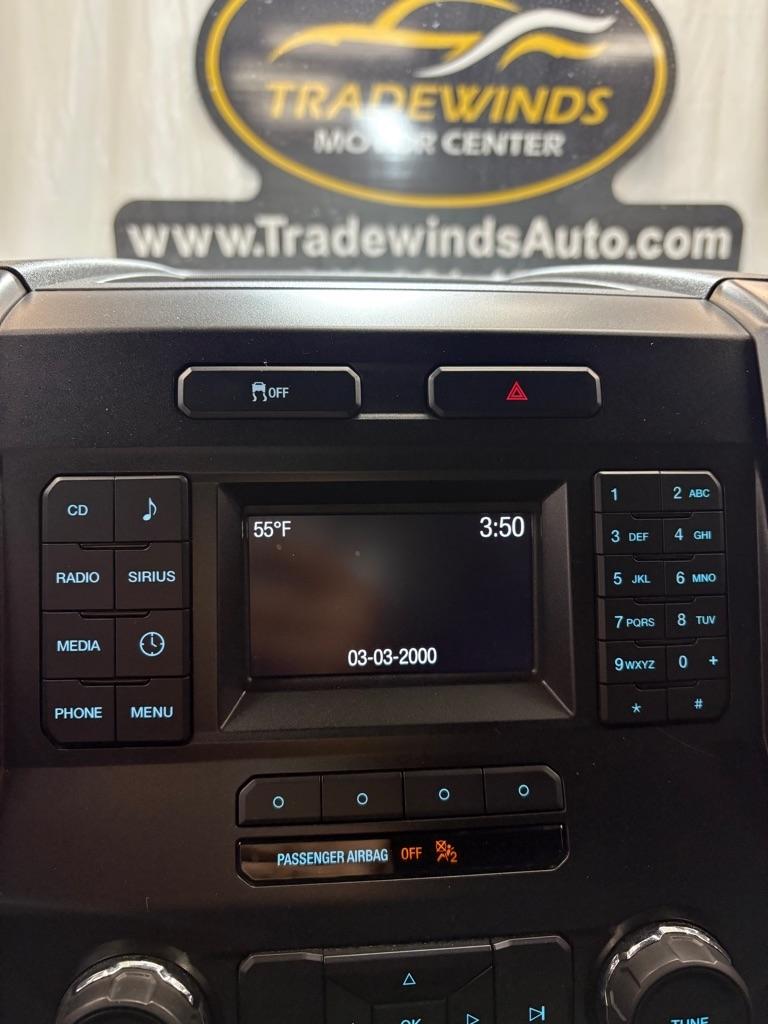 TRADEWINDS
MOTOR CENTER
www.TradewindsAuto.com
OFF
CD
RADIO SIRIUS
MEDIA
PHONE MENU
55°F 3:50
03-03-2000
1 2 ABC
3 DEF 4 GHI
5 JKL 6 MNO
7 PQRS 8 TUV
9 WXYZ 0 +
* #
PASSENGER AIRBAG OFF 2
OK
TUNE